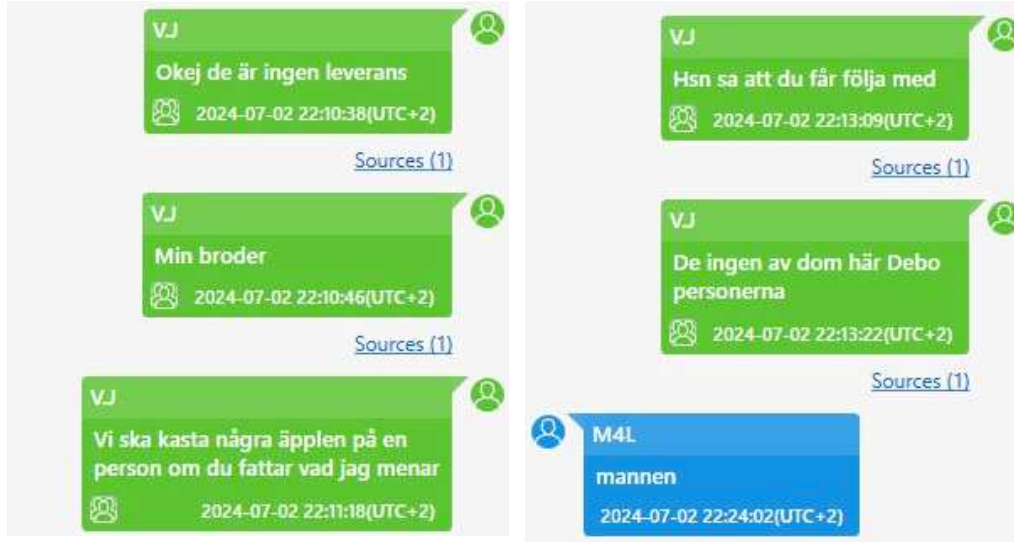 VJ
Okej de är ingen leverans
2024-07-02 22:10:38(UTC+2)
Sources (1)
VJ
Min broder
2024-07-02 22:10:46(UTC+2)
Sources (1)
VJ
Vi ska kasta några äpplen på en
person om du fattar vad jag menar
2024-07-02 22:11:18(UTC+2)
VJ
Hsn sa att du får följa med
2024-07-02 22:13:09(UTC+2)
Sources (1)
VJ
De ingen av dom här Debo
personerna
2024-07-02 22:13:22(UTC+2)
Sources (1)
M4L
mannen
2024-07-02 22:24:02(UTC+2)